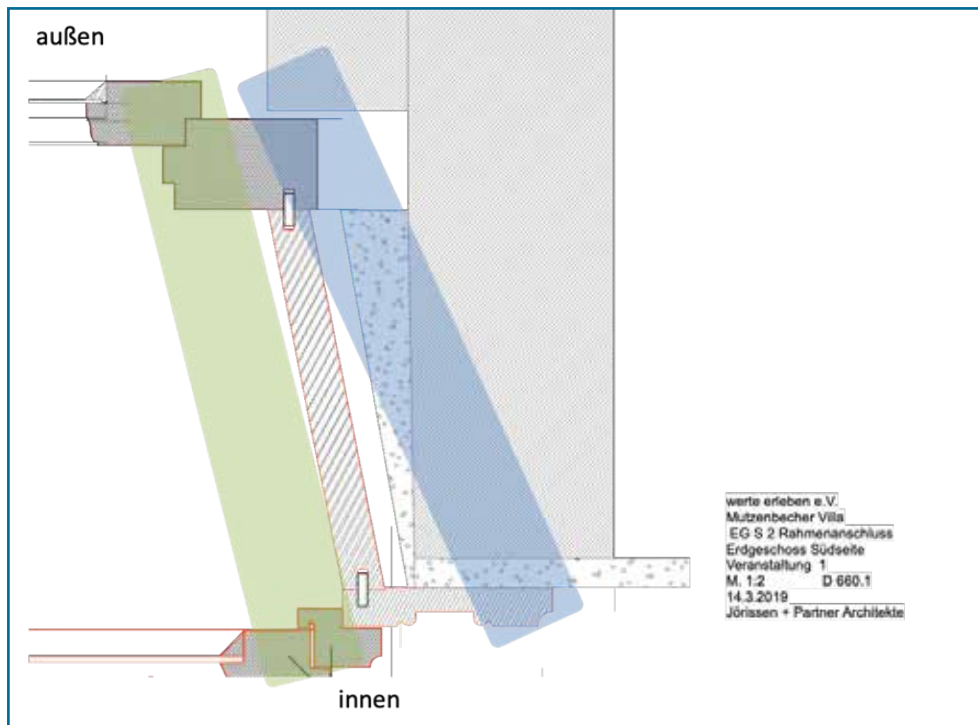 außen
werte erleben e.V.
Mutzenbecher Villa
EG S 2 Rahmenanschluss
Erdgeschoss Südseite
Veranstaltung 1
M. 1:2 D 660.1
14.3.2019
Jörissen + Partner Architekte
innen